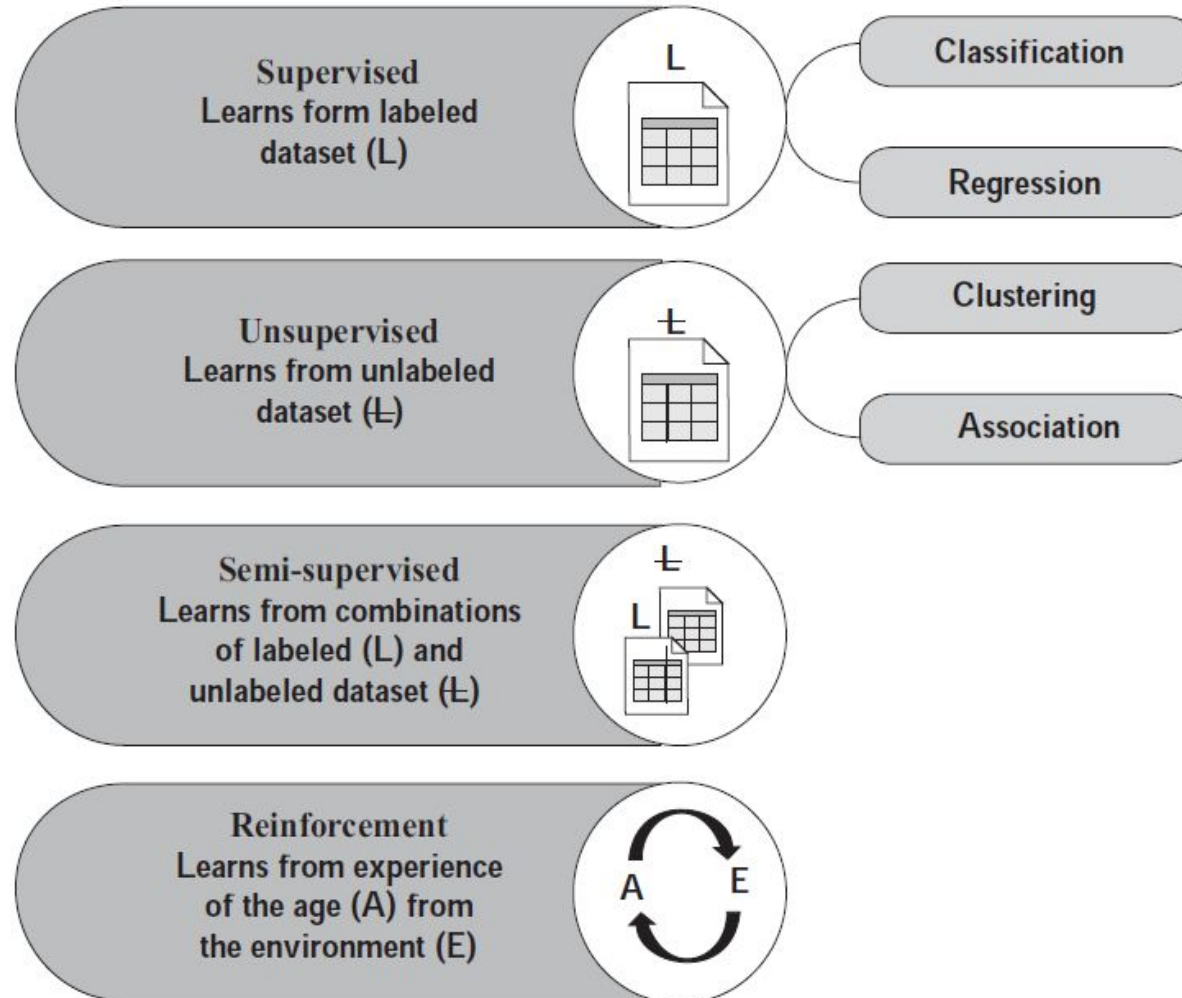 Supervised
Learns form labeled
dataset (L)
L
Classification
Regression
Unsupervised
Learns from unlabeled
dataset (Ł)
Ł
Clustering
Association
Semi-supervised
Learns from combinations
of labeled (L) and
unlabeled dataset (Ł)
Ł
L
Reinforcement
Learns from experience
of the age (A) from
the environment (E)
A
E